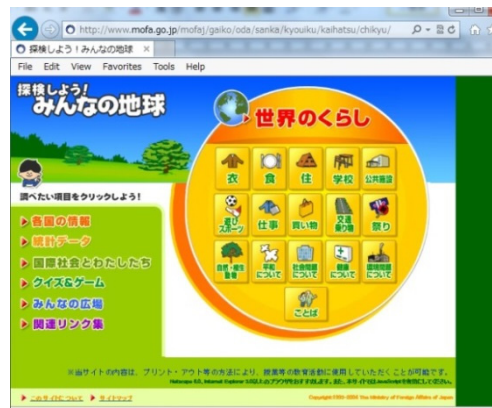 http://www.mofa.go.jp/mofaj/gaiko/oda/sanka/kyouiku/kaihatsu/chikyu/
探検しよう！みんなの地球
File Edit View Favorites Tools Help
探検しよう！
みんなの地球
世界のくらし
衣 食 住 学校 公共施設
遊びスポーツ 仕事 買い物 交通乗り物 祭り
自然・植生動物 平和について 社会問題について 健康について 環境問題について
ことば
調べたい項目をクリックしよう！
各国の情報
統計データ
国際社会とわたしたち
クイズ&ゲーム
みんなの広場
関連リンク集
※当サイトの内容は、プリント・アウト等の方法により、授業等の教育活動に使用していただくことが可能です。
このサイトについて サイトマップ